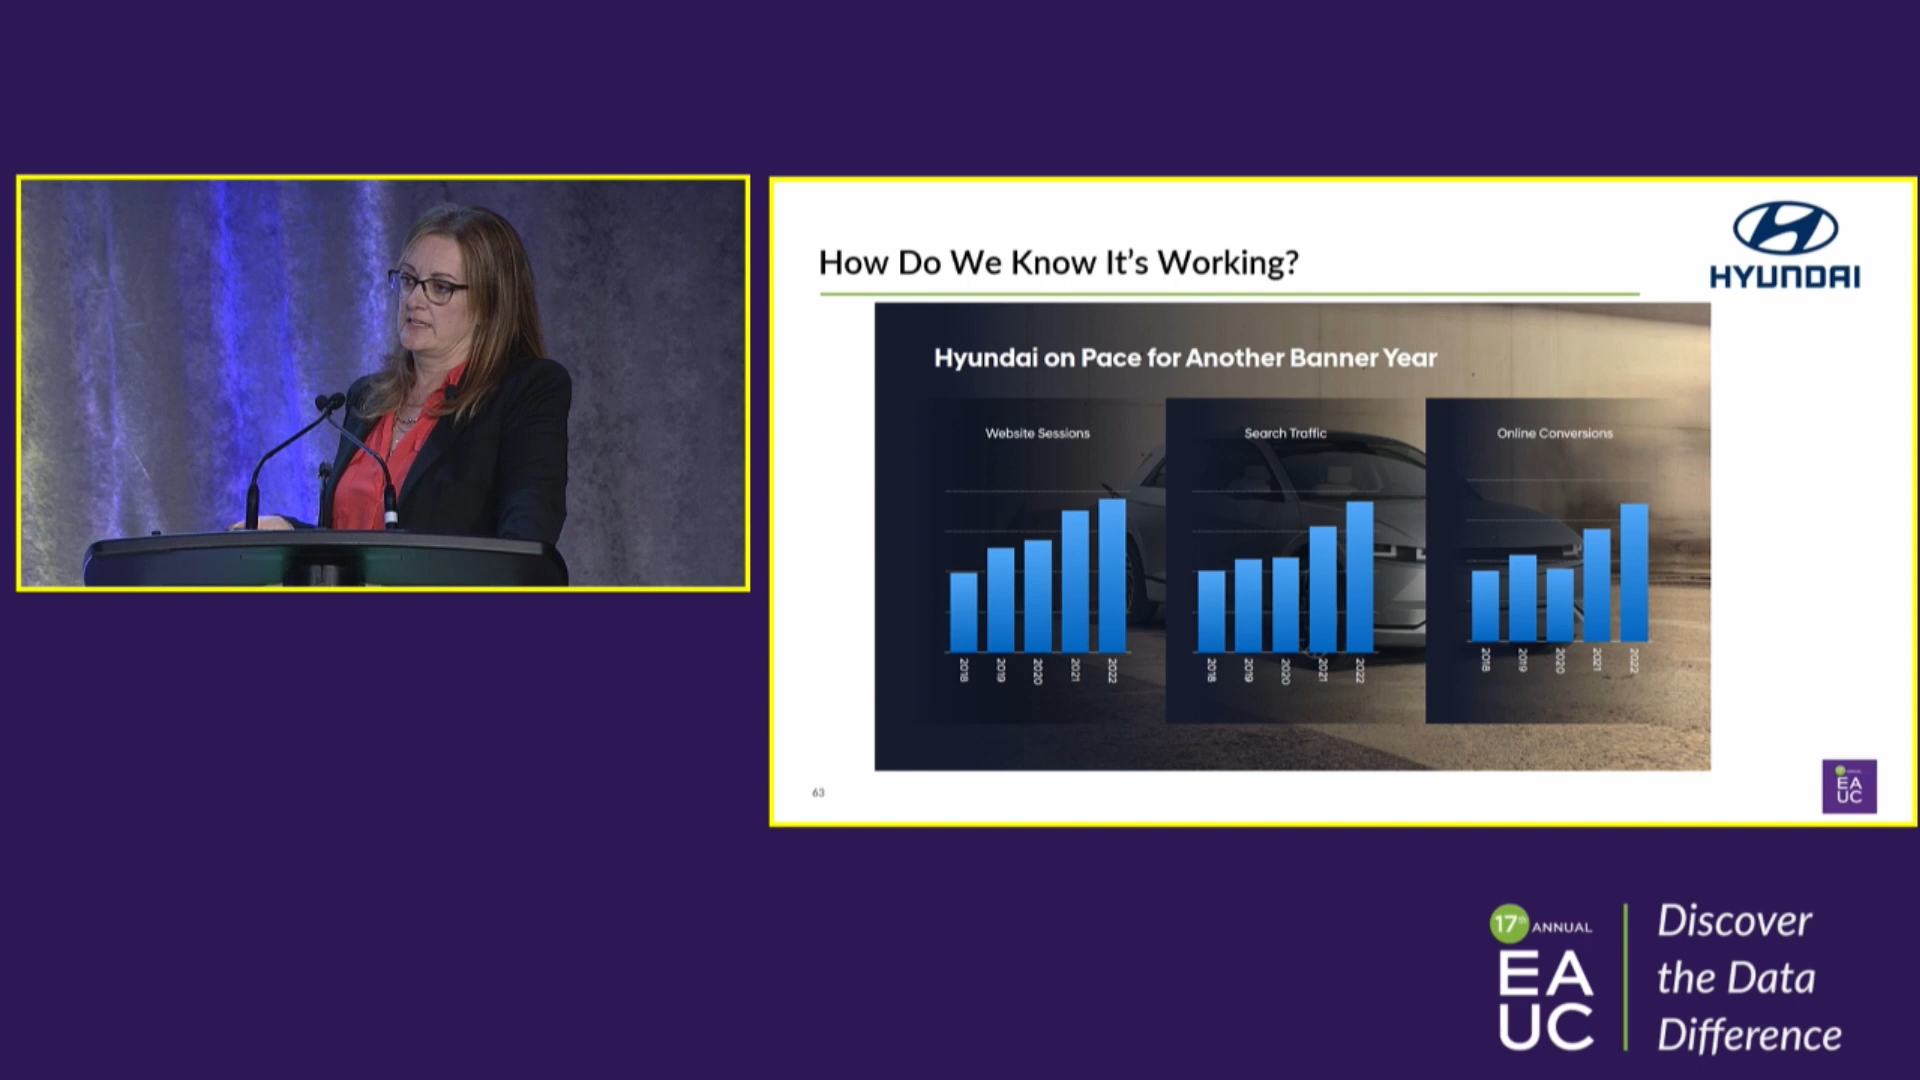 How Do We Know It's Working?
HYUNDAI
Hyundai on Pace for Another Banner Year
Website Sessions
Search Traffic
Online Conversions
2018
2019
2020
2021
2022
2018
2019
2020
2021
2022
2018
2019
2020
2021
2022
63
EA
UC
17th ANNUAL
EA
UC
Discover
the Data
Difference